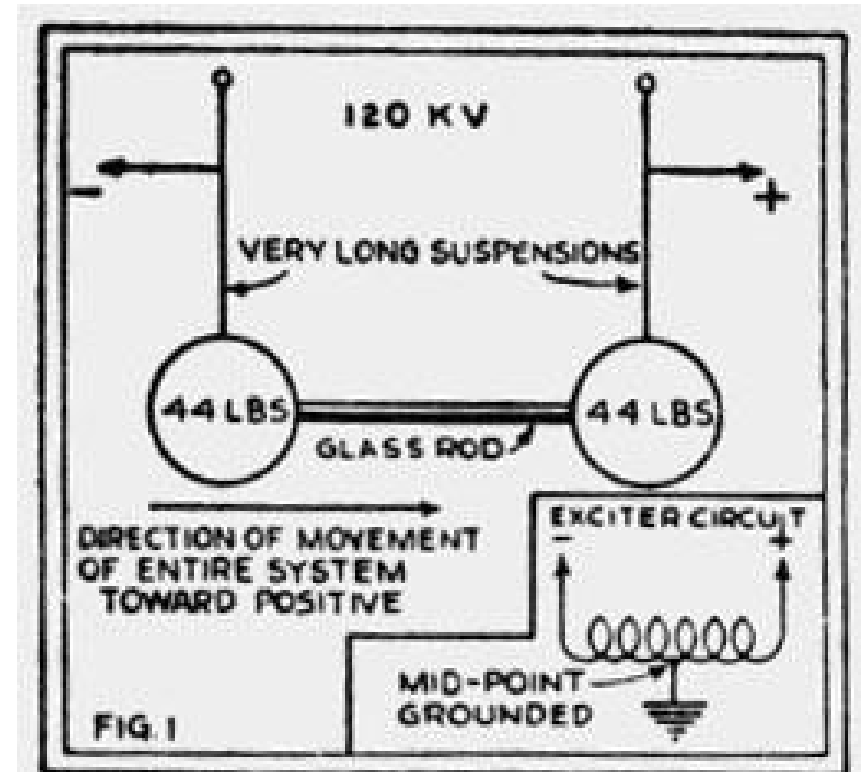 120 KV
-
+
VERY LONG SUSPENSIONS
44 LBS
44 LBS
GLASS ROD
DIRECTION OF MOVEMENT
OF ENTIRE SYSTEM
TOWARD POSITIVE
EXCITER CIRCUIT
- +
MID-POINT
GROUNDED
FIG. 1